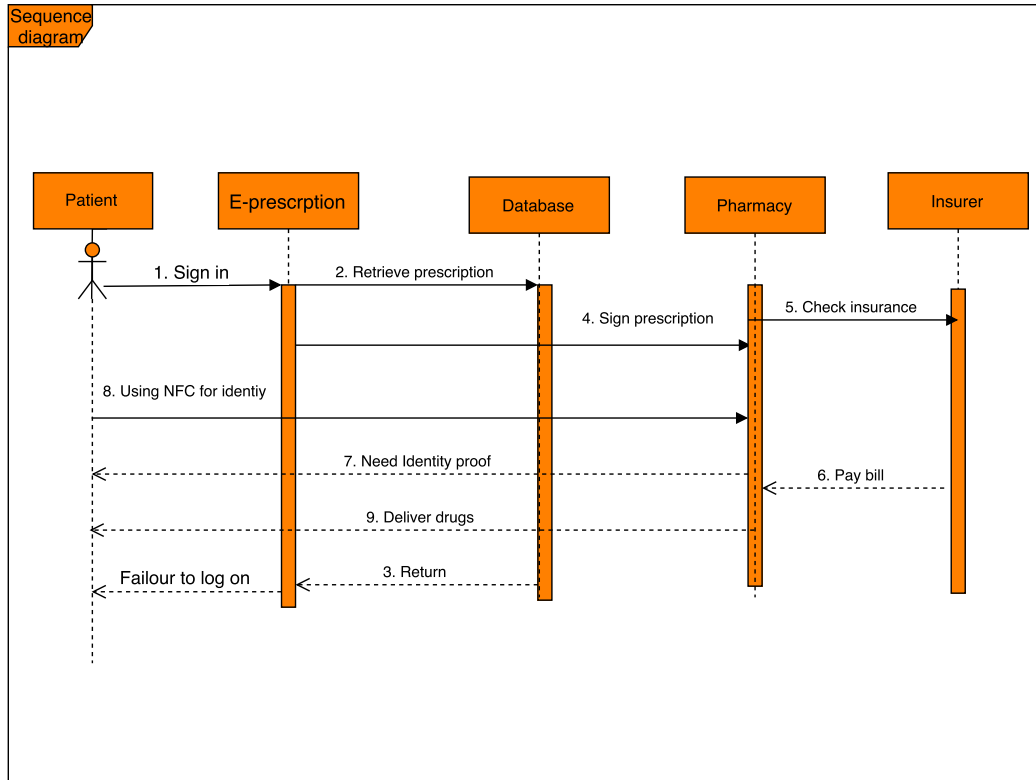 Sequence
diagram
Patient
E-prescrption
Database
Pharmacy
Insurer
1. Sign in
2. Retrieve prescription
5. Check insurance
4. Sign prescription
8. Using NFC for identiy
7. Need Identity proof
6. Pay bill
9. Deliver drugs
3. Return
Failour to log on